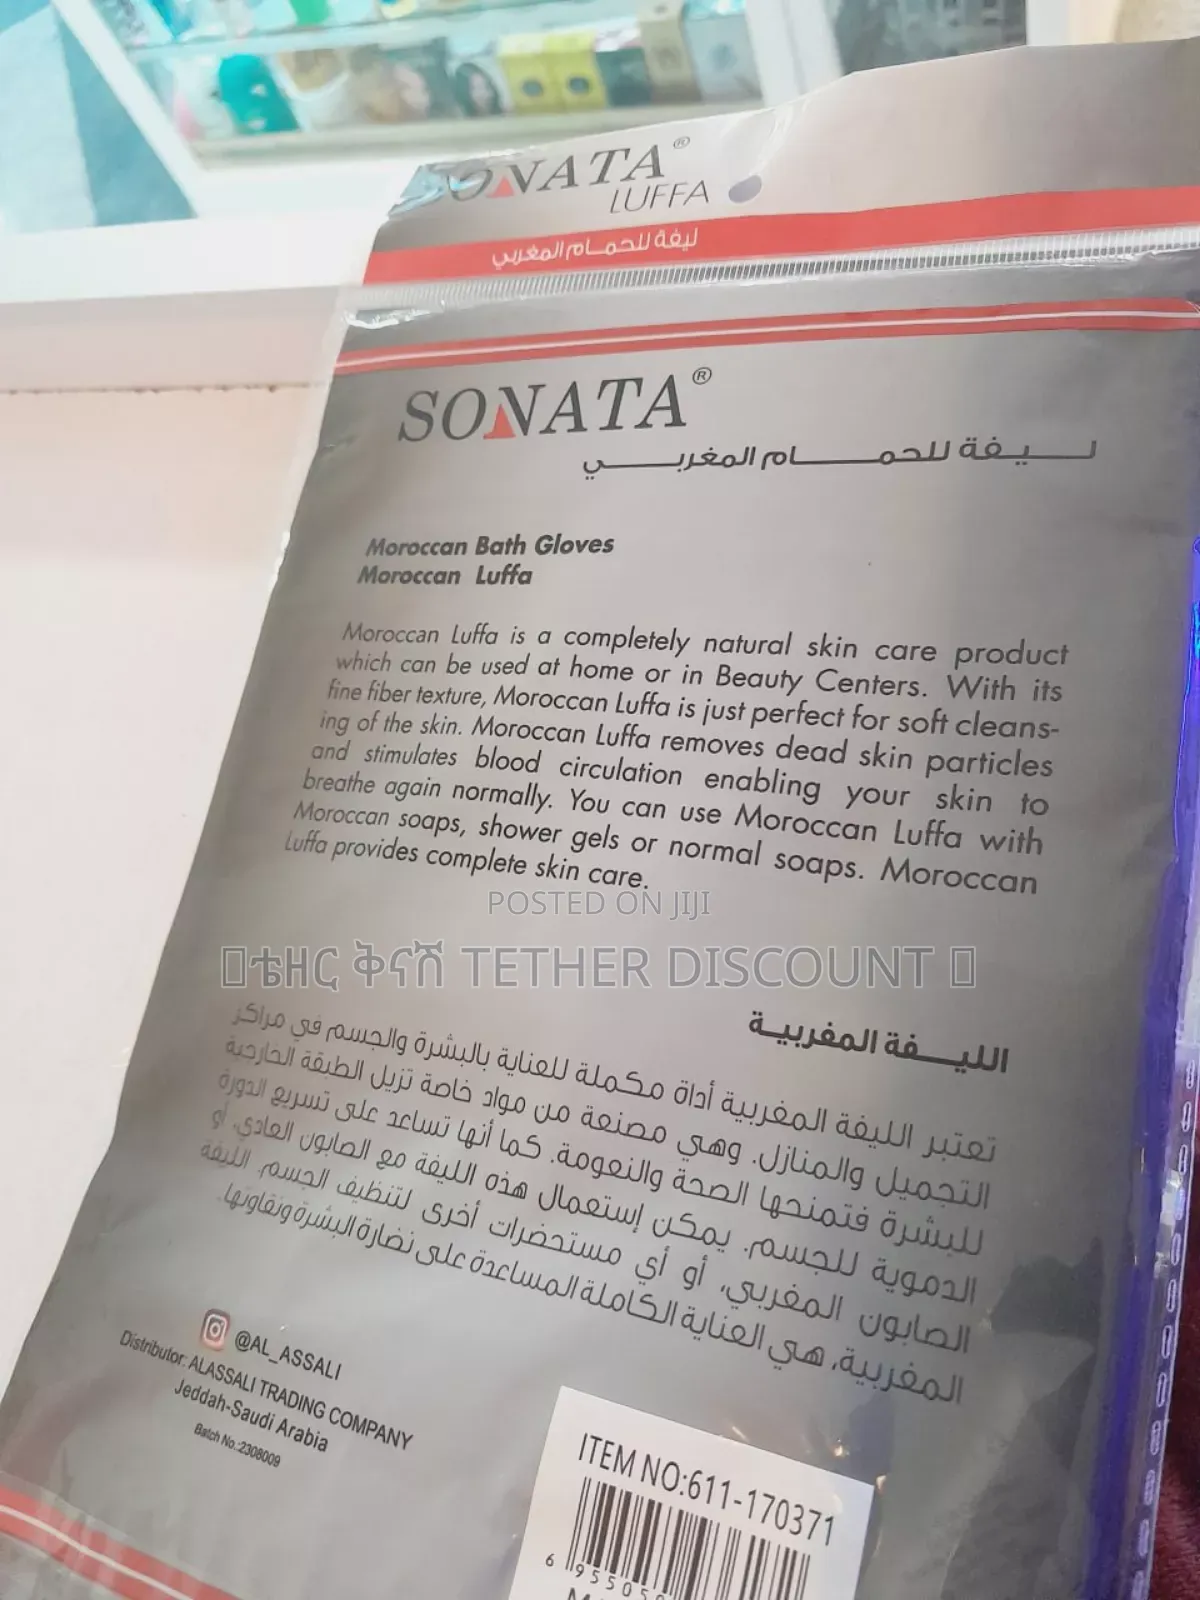 SONATA®
LUFFA
ليفة للحمام المغربي
SONATA®
ليفة للحمام المغربي
Moroccan Bath Gloves
Moroccan Luffa
Moroccan Luffa is a completely natural skin care product
which can be used at home or in Beauty Centers. With its
fine fiber texture, Moroccan Luffa is just perfect for soft cleans-
ing of the skin. Moroccan Luffa removes dead skin particles
and stimulates blood circulation enabling your skin to
breathe again normally. You can use Moroccan Luffa with
Moroccan soaps, shower gels or normal soaps. Moroccan
Luffa provides complete skin care.
POSTED ON JIJI
ቴዘር ቅናሽ TETHER DISCOUNT
الليفة المغربية
تعتبر الليفة المغربية أداة مكملة للعناية بالبشرة والجسم في مراكز
التجميل والمنازل. وهي مصنعة من مواد خاصة تزيل الطبقة الخارجية
للبشرة فتمنحها الصحة والنعومة. كما أنها تساعد على تسريع الدورة
الدموية للجسم. يمكن إستعمال هذه الليفة مع الصابون العادي، أو
الصابون المغربي، أو أي مستحضرات أخرى لتنظيف الجسم. الليفة
المغربية، هي العناية الكاملة المساعدة على نضارة البشرة ونقاوتها.
@AL_ASSALI
Distributor: ALASSALI TRADING COMPANY
Jeddah-Saudi Arabia
Batch No.:2308009
ITEM NO:611-170371
6 95505